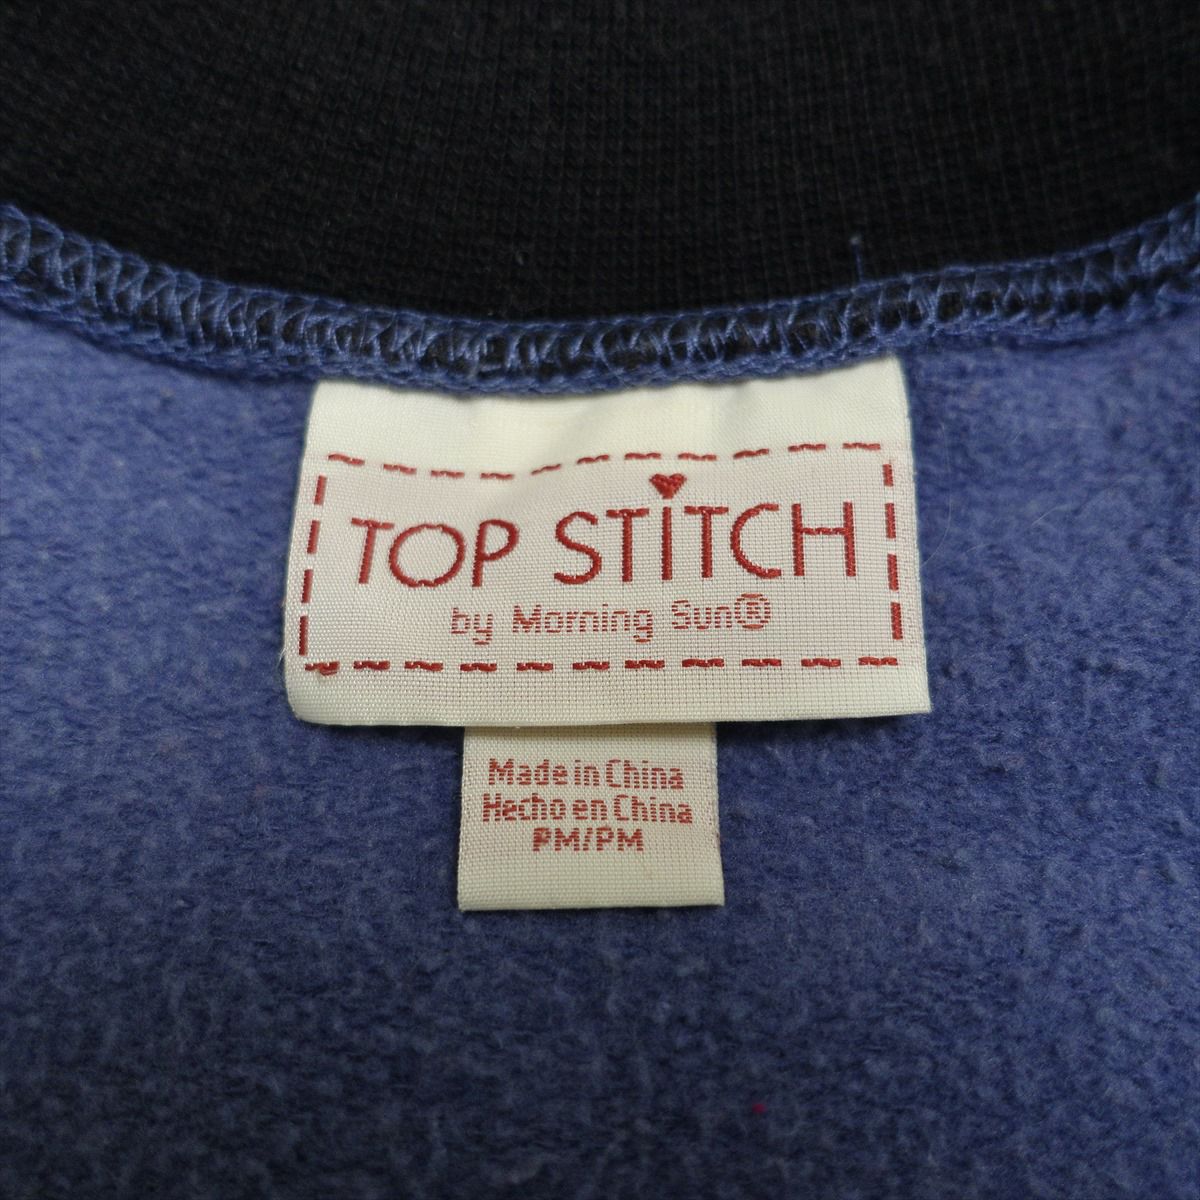 TOP STiTCH
by Morning Sun®
Made in China
Hecho en China
PM/PM